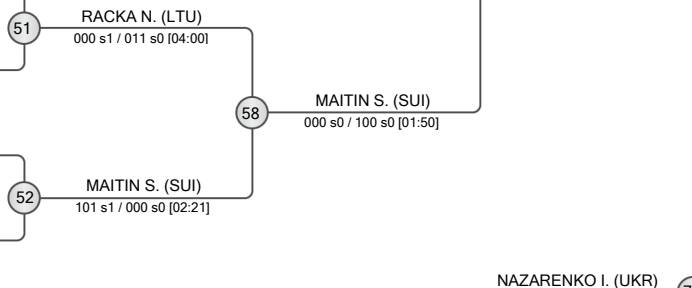 51
RACKA N. (LTU)
000 s1 / 011 s0 [04:00]
58
MAITIN S. (SUI)
000 s0 / 100 s0 [01:50]
52
MAITIN S. (SUI)
101 s1 / 000 s0 [02:21]
NAZARENKO I. (UKR)